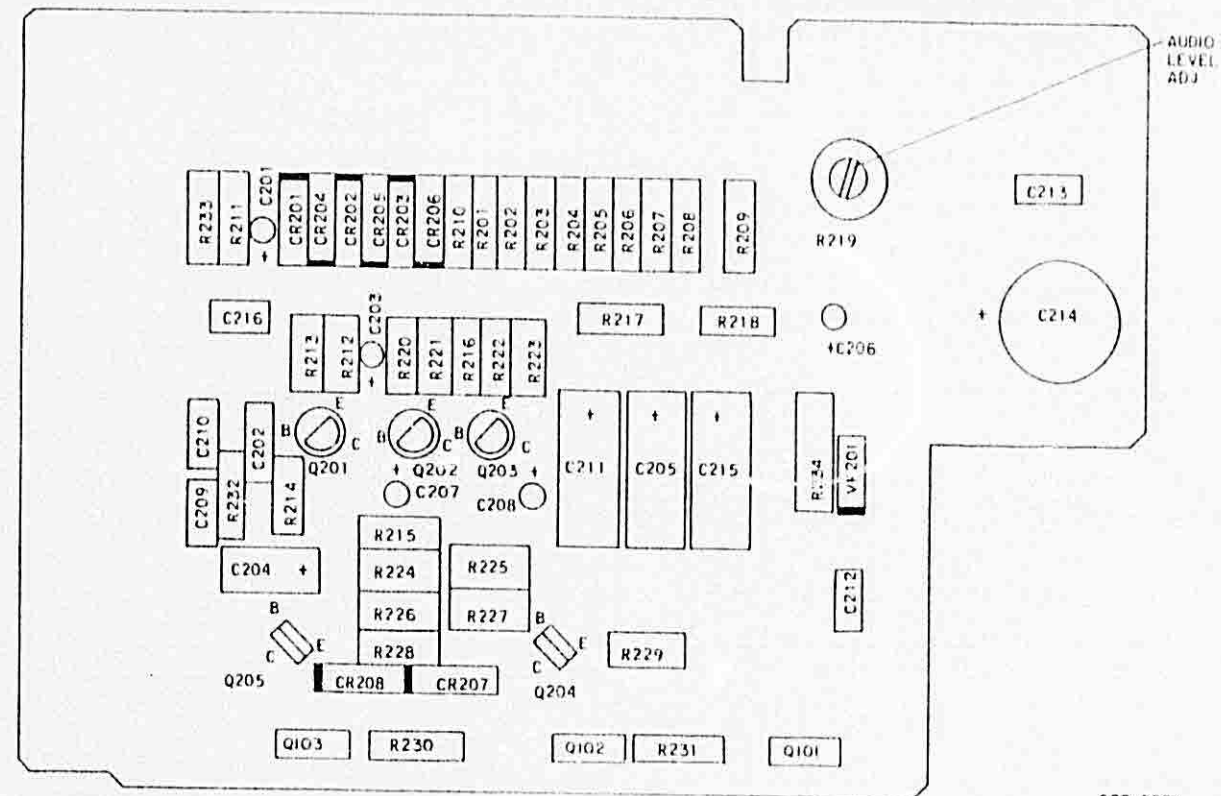 AUDIO
LEVEL
ADJ
R233
R211
C201
+
CR201
CR204
CR202
CR205
CR203
CR206
R210
R201
R202
R203
R204
R205
R206
R207
R208
R209
R219
C213
C216
R213
R212
C203
+
R220
R221
R216
R222
R223
R217
R218
+C206
+
C214
C210
C202
B
E
C
Q201
B
E
C
Q202
B
E
C
Q203
C209
R232
R214
+
C207
C208
+
+
C211
+
C205
+
C215
R234
VR201
R215
R224
R226
R228
R225
R227
C204 +
C212
B
E
C
Q205
CR208
CR207
B
E
C
Q204
R229
Q103
R230
Q102
R231
Q101